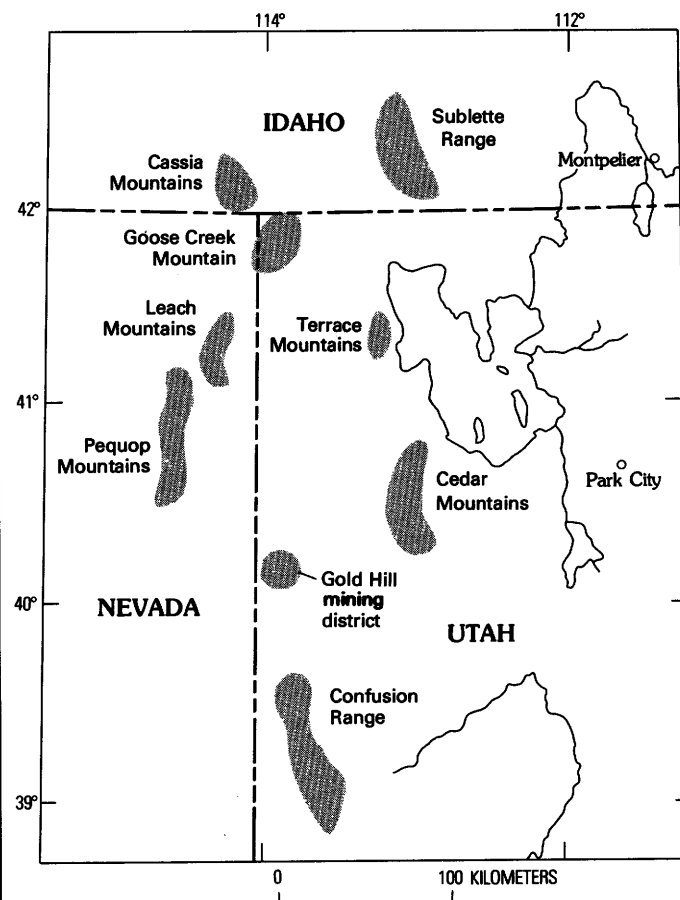 114°
112°
IDAHO
Sublette
Range
Cassia
Mountains
Montpelier
42°
Goose Creek
Mountain
Leach
Mountains
Terrace
Mountains
41°
Pequop
Mountains
Cedar
Mountains
Park City
Gold Hill
mining
district
40°
NEVADA
UTAH
Confusion
Range
39°
0
100 KILOMETERS